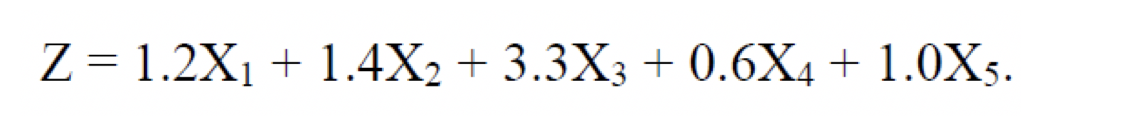 Z = 1.2X₁ + 1.4X₂ + 3.3X₃ + 0.6X₄ + 1.0X₅.